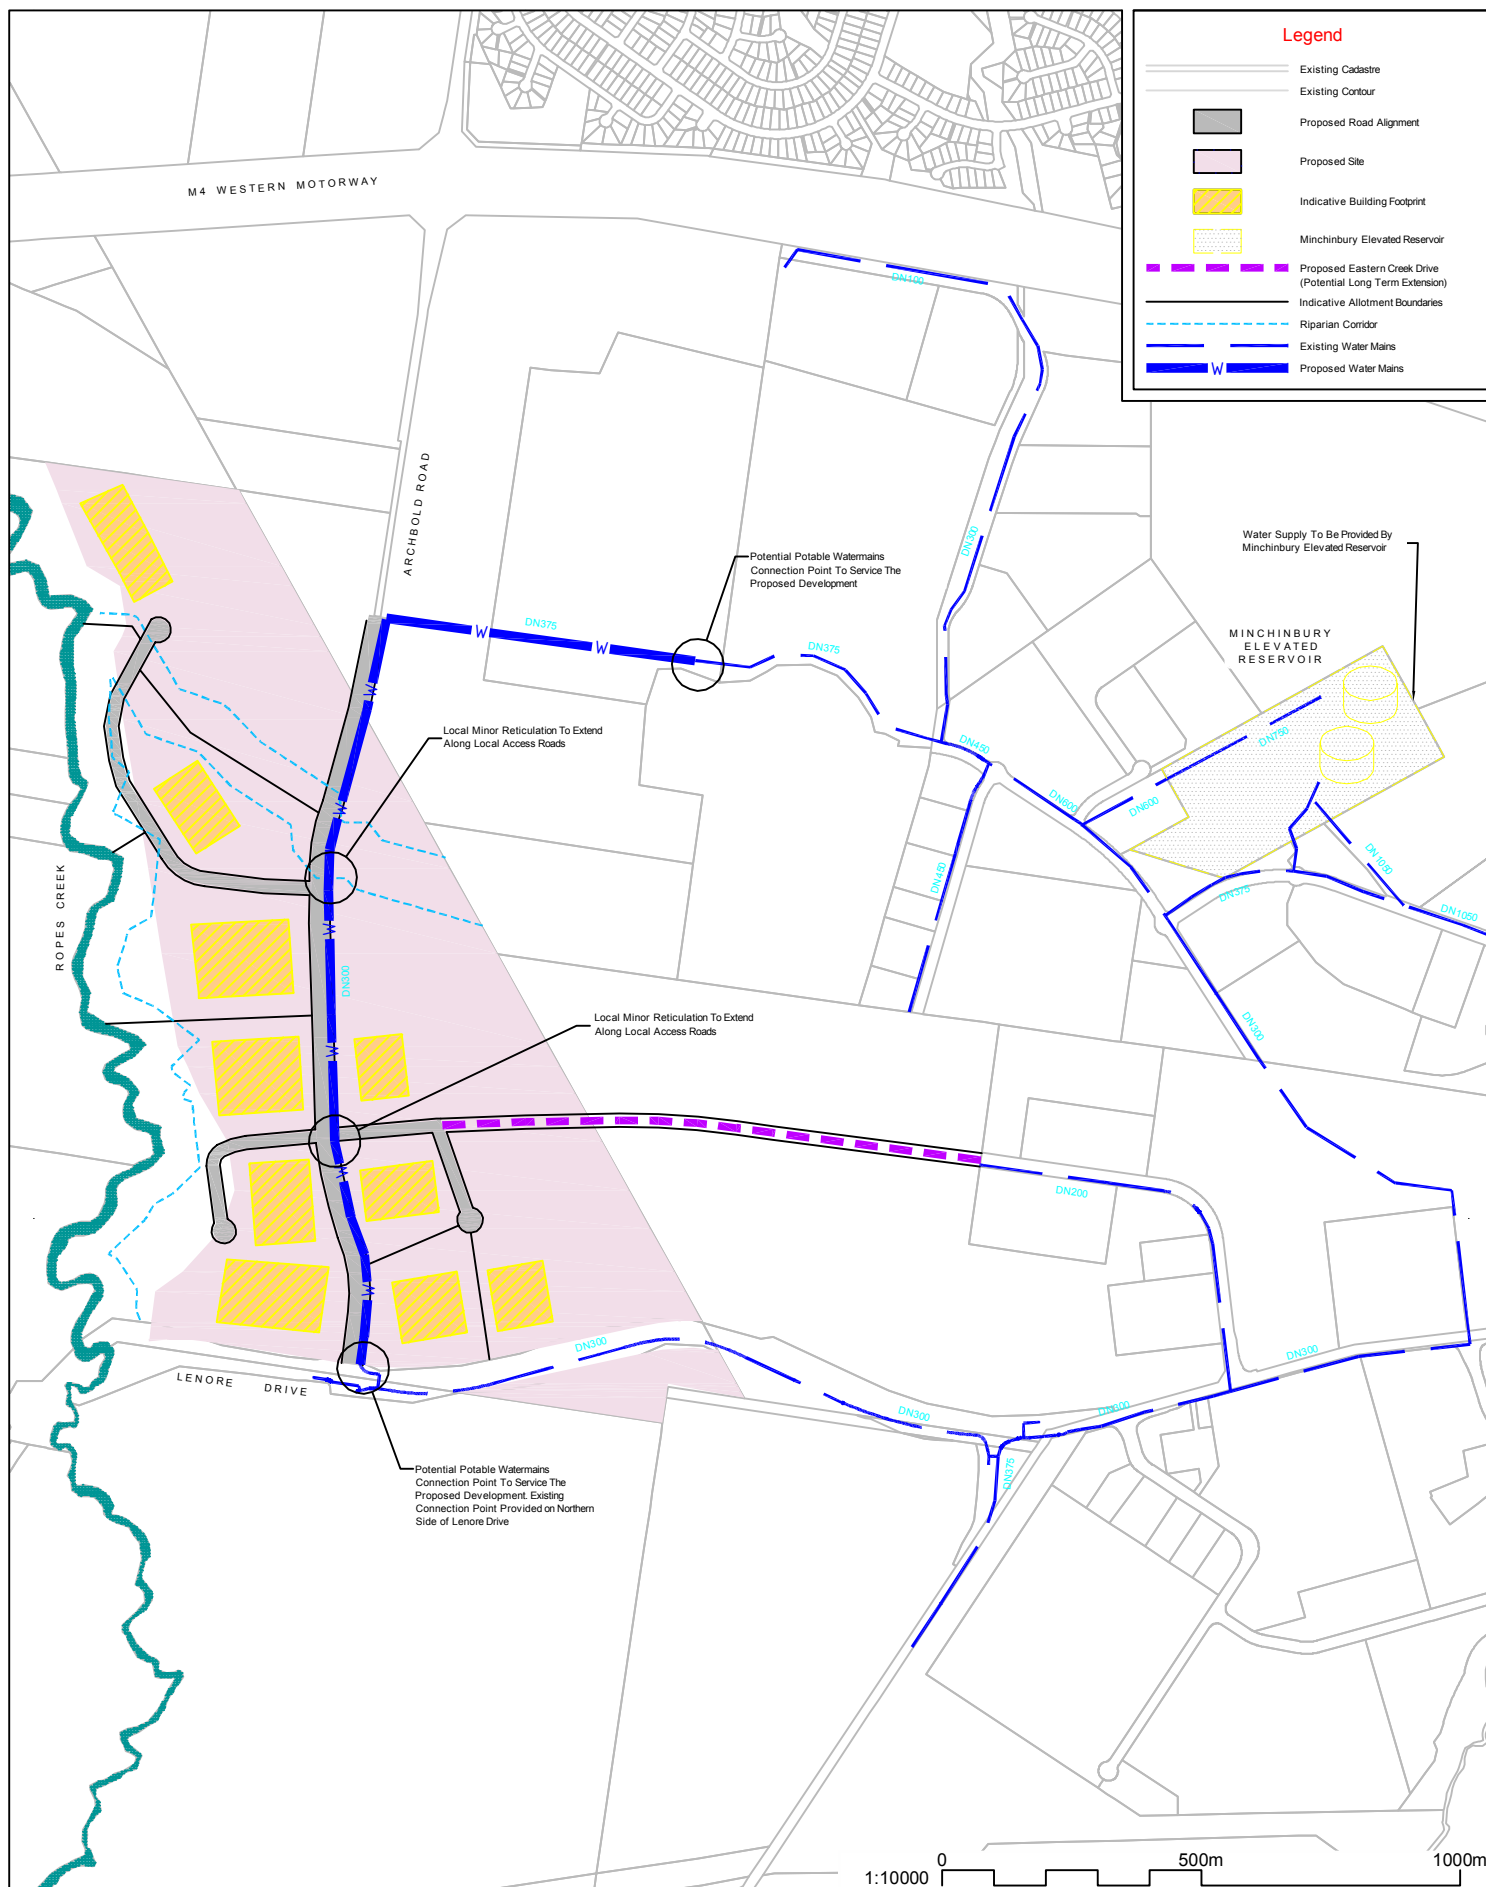 Legend
Existing Cadastre
Existing Contour
Proposed Road Alignment
Proposed Site
Indicative Building Footprint
Minchinbury Elevated Reservoir
Proposed Eastern Creek Drive
(Potential Long Term Extension)
Indicative Allotment Boundaries
Riparian Corridor
Existing Water Mains
W
Proposed Water Mains
M4 WESTERN MOTORWAY
DN100
ARCHBOLD ROAD
DN300
Water Supply To Be Provided By
Minchinbury Elevated Reservoir
Potential Potable Watermains
Connection Point To Service The
Proposed Development
DN375
W
W
DN375
MINCHINBURY
ELEVATED
RESERVOIR
W
Local Minor Reticulation To Extend
Along Local Access Roads
DN450
DN750
DN600
DN600
W
DN1050
DN450
DN375
DN1050
ROPES CREEK
W
DN300
Local Minor Reticulation To Extend
Along Local Access Roads
DN300
W
W
DN200
W
DN300
DN300
LENORE DRIVE
DN300
DN300
DN375
Potential Potable Watermains
Connection Point To Service The
Proposed Development. Existing
Connection Point Provided on Northern
Side of Lenore Drive
0
500m
1000m
1:10000